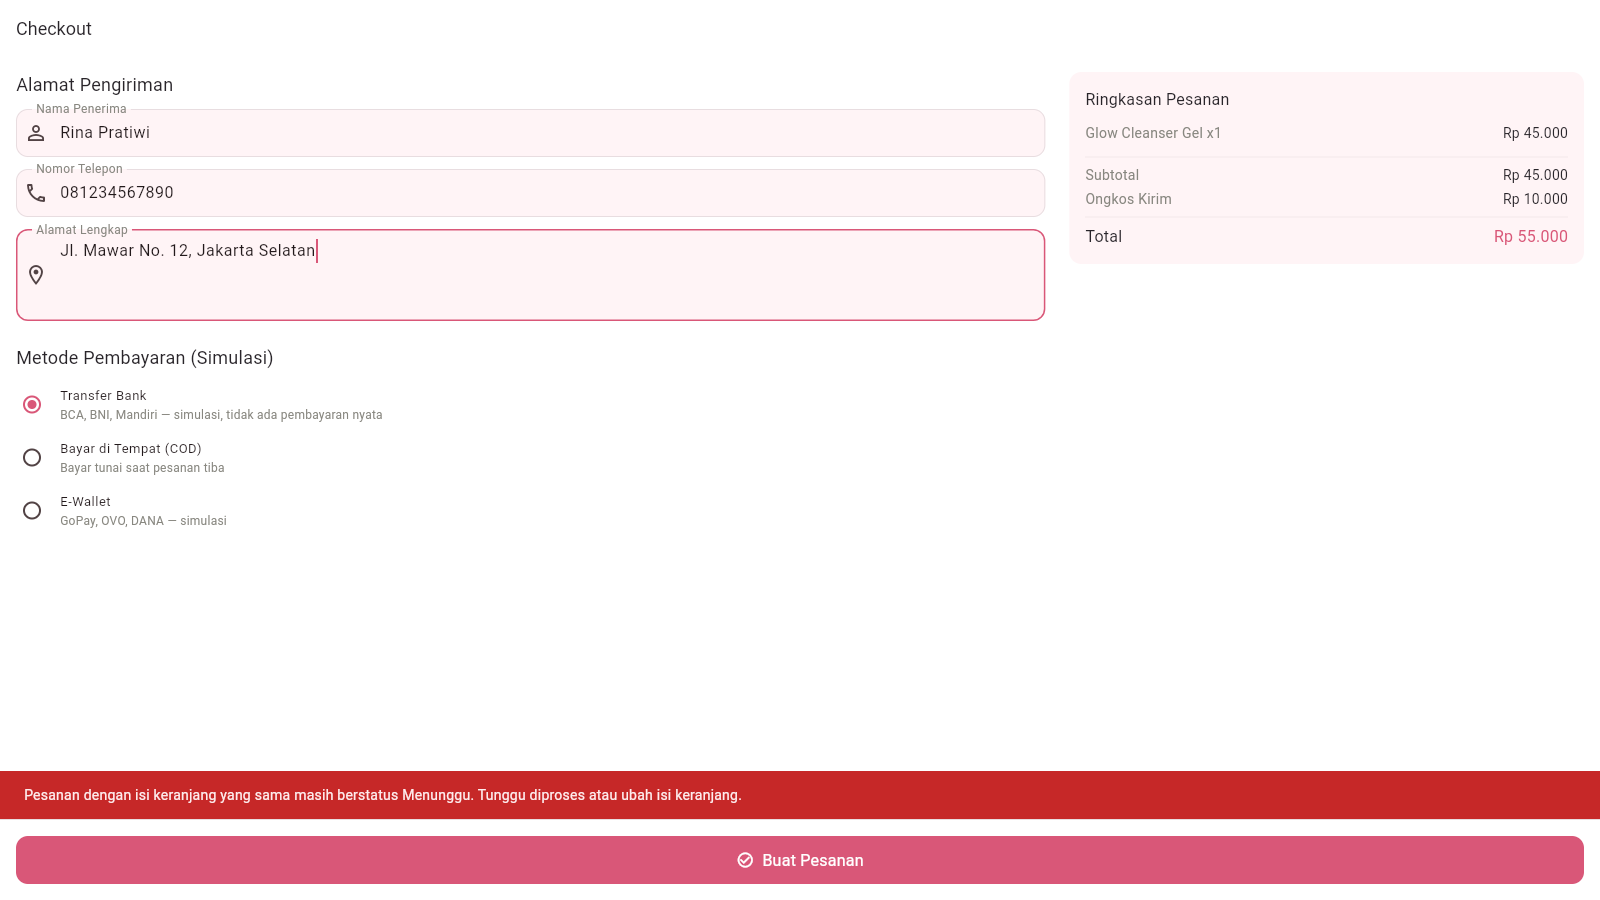 Checkout
Alamat Pengiriman
Nama Penerima
Rina Pratiwi
Nomor Telepon
081234567890
Alamat Lengkap
Jl. Mawar No. 12, Jakarta Selatan
Metode Pembayaran (Simulasi)
Transfer Bank
BCA, BNI, Mandiri — simulasi, tidak ada pembayaran nyata
Bayar di Tempat (COD)
Bayar tunai saat pesanan tiba
E-Wallet
GoPay, OVO, DANA — simulasi
Ringkasan Pesanan
Glow Cleanser Gel x1 Rp 45.000
Subtotal Rp 45.000
Ongkos Kirim Rp 10.000
Total Rp 55.000
Pesanan dengan isi keranjang yang sama masih berstatus Menunggu. Tunggu diproses atau ubah isi keranjang.
Buat Pesanan